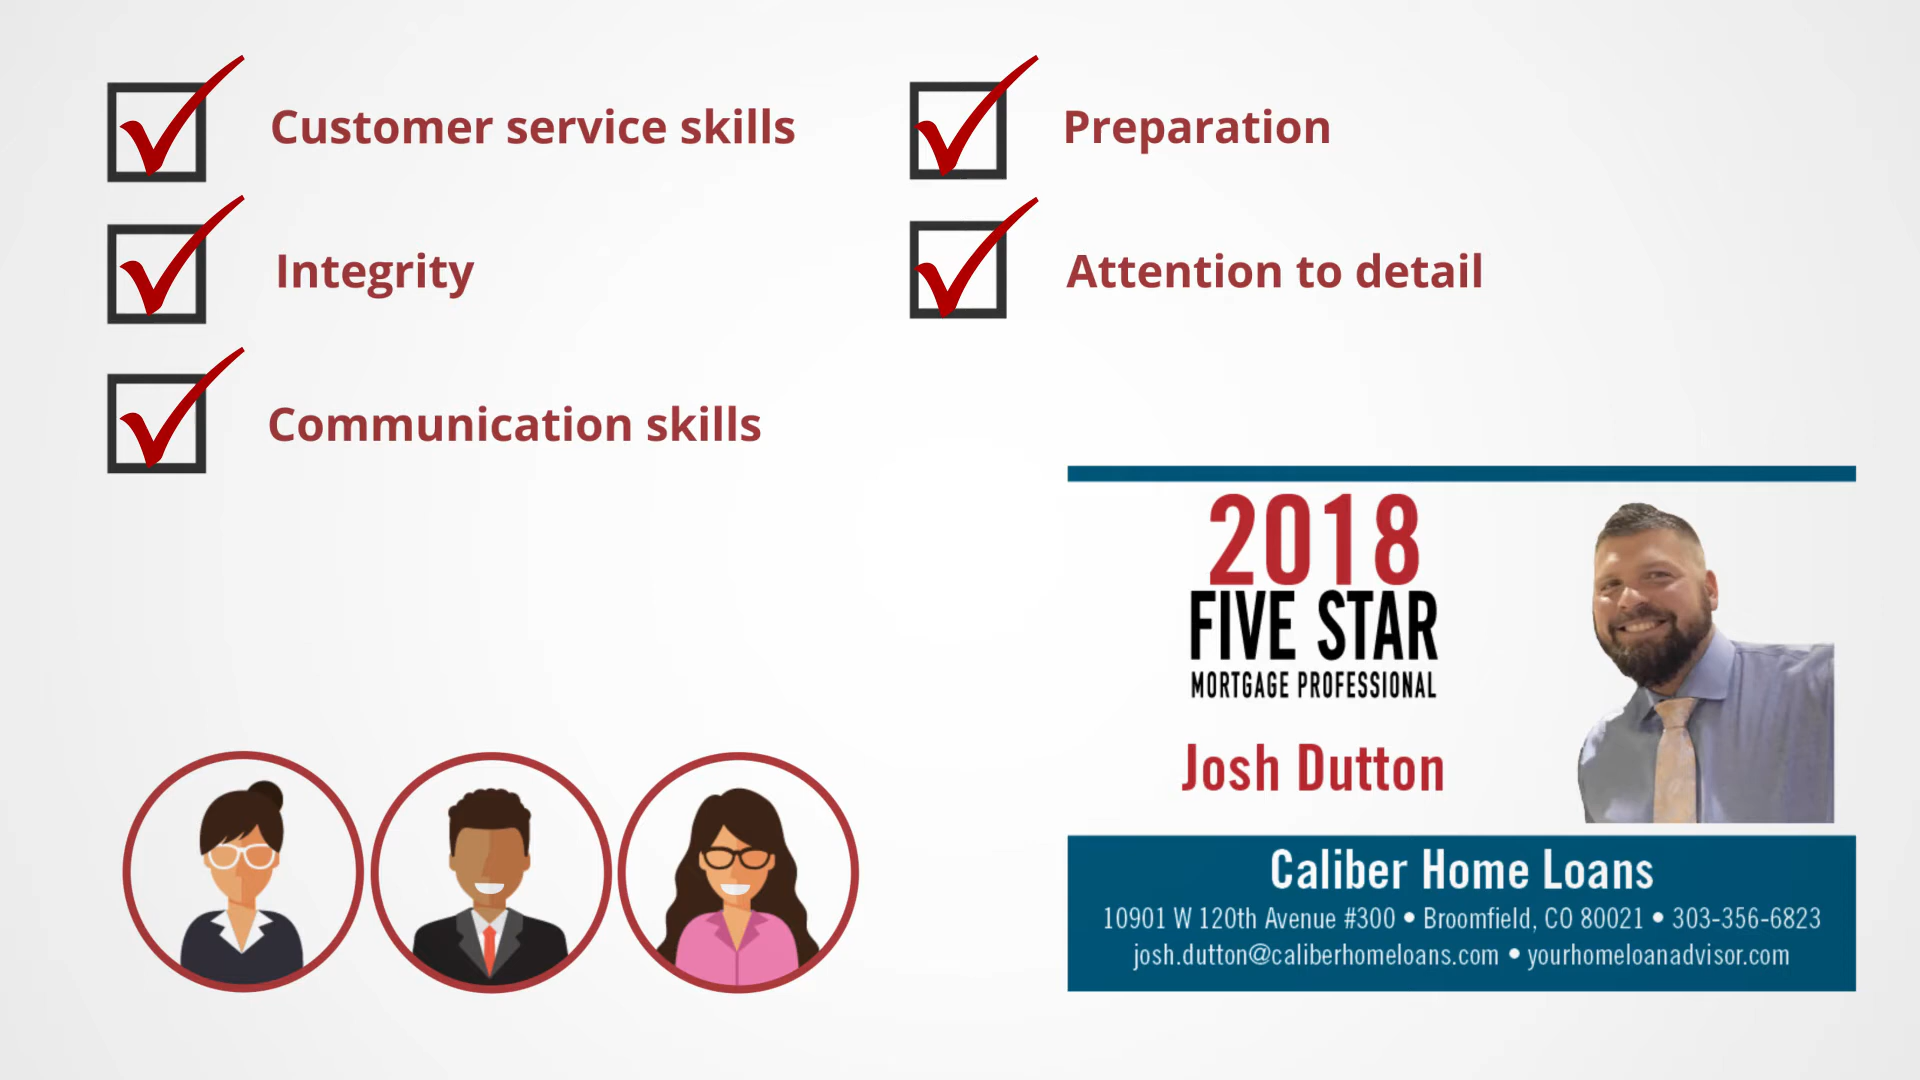 Customer service skills
Integrity
Communication skills
Preparation
Attention to detail
2018
FIVE STAR
MORTGAGE PROFESSIONAL
Josh Dutton
Caliber Home Loans
10901 W 120th Avenue #300 • Broomfield, CO 80021 • 303-356-6823
josh.dutton@caliberhomeloans.com • yourhomeloanadvisor.com